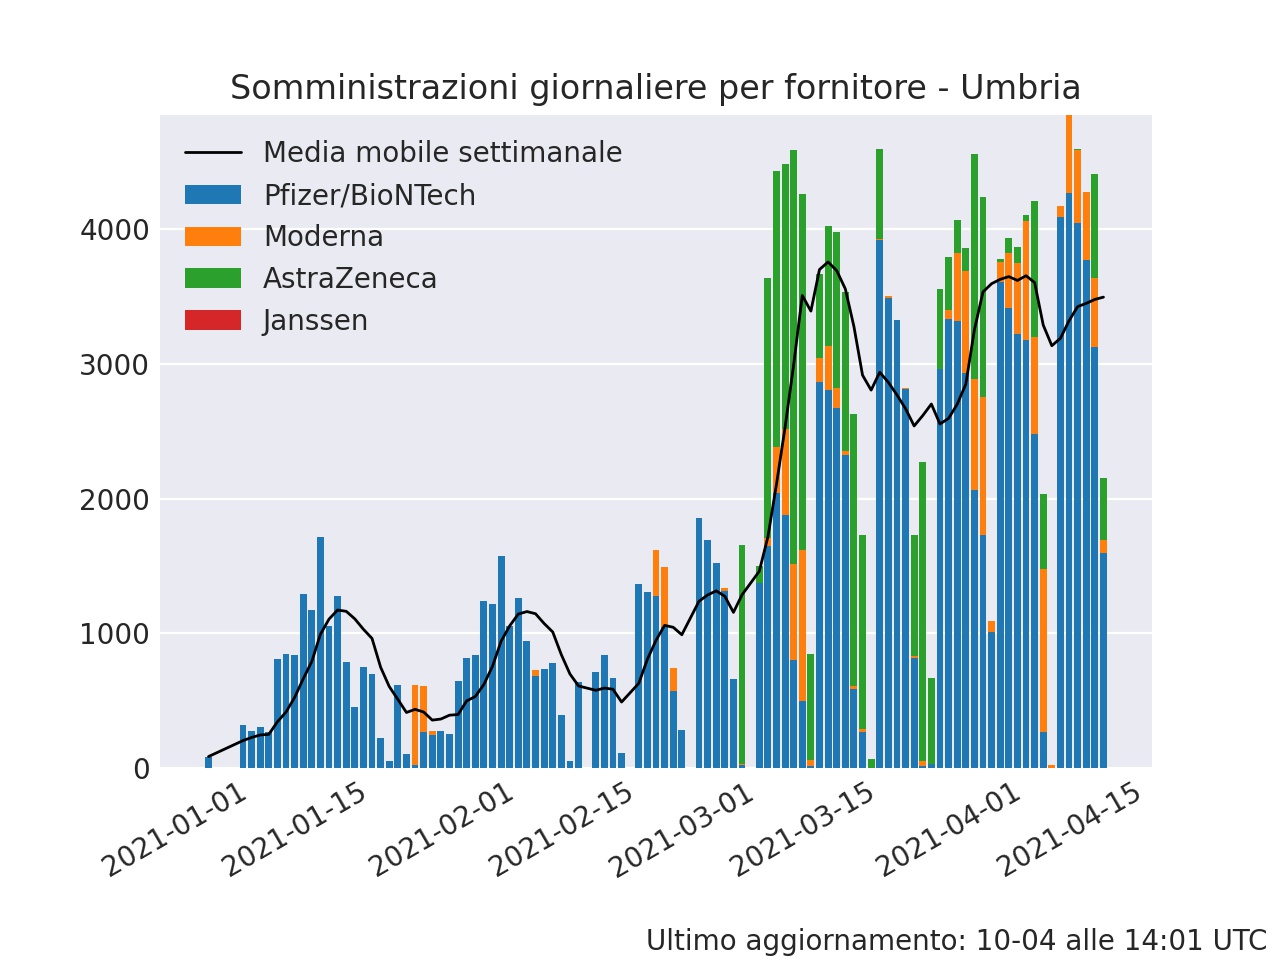 Somministrazioni giornaliere per fornitore - Umbria
Media mobile settimanale
Pfizer/BioNTech
Moderna
AstraZeneca
Janssen
4000
3000
2000
1000
0
2021-01-01
2021-01-15
2021-02-01
2021-02-15
2021-03-01
2021-03-15
2021-04-01
2021-04-15
Ultimo aggiornamento: 10-04 alle 14:01 UTC